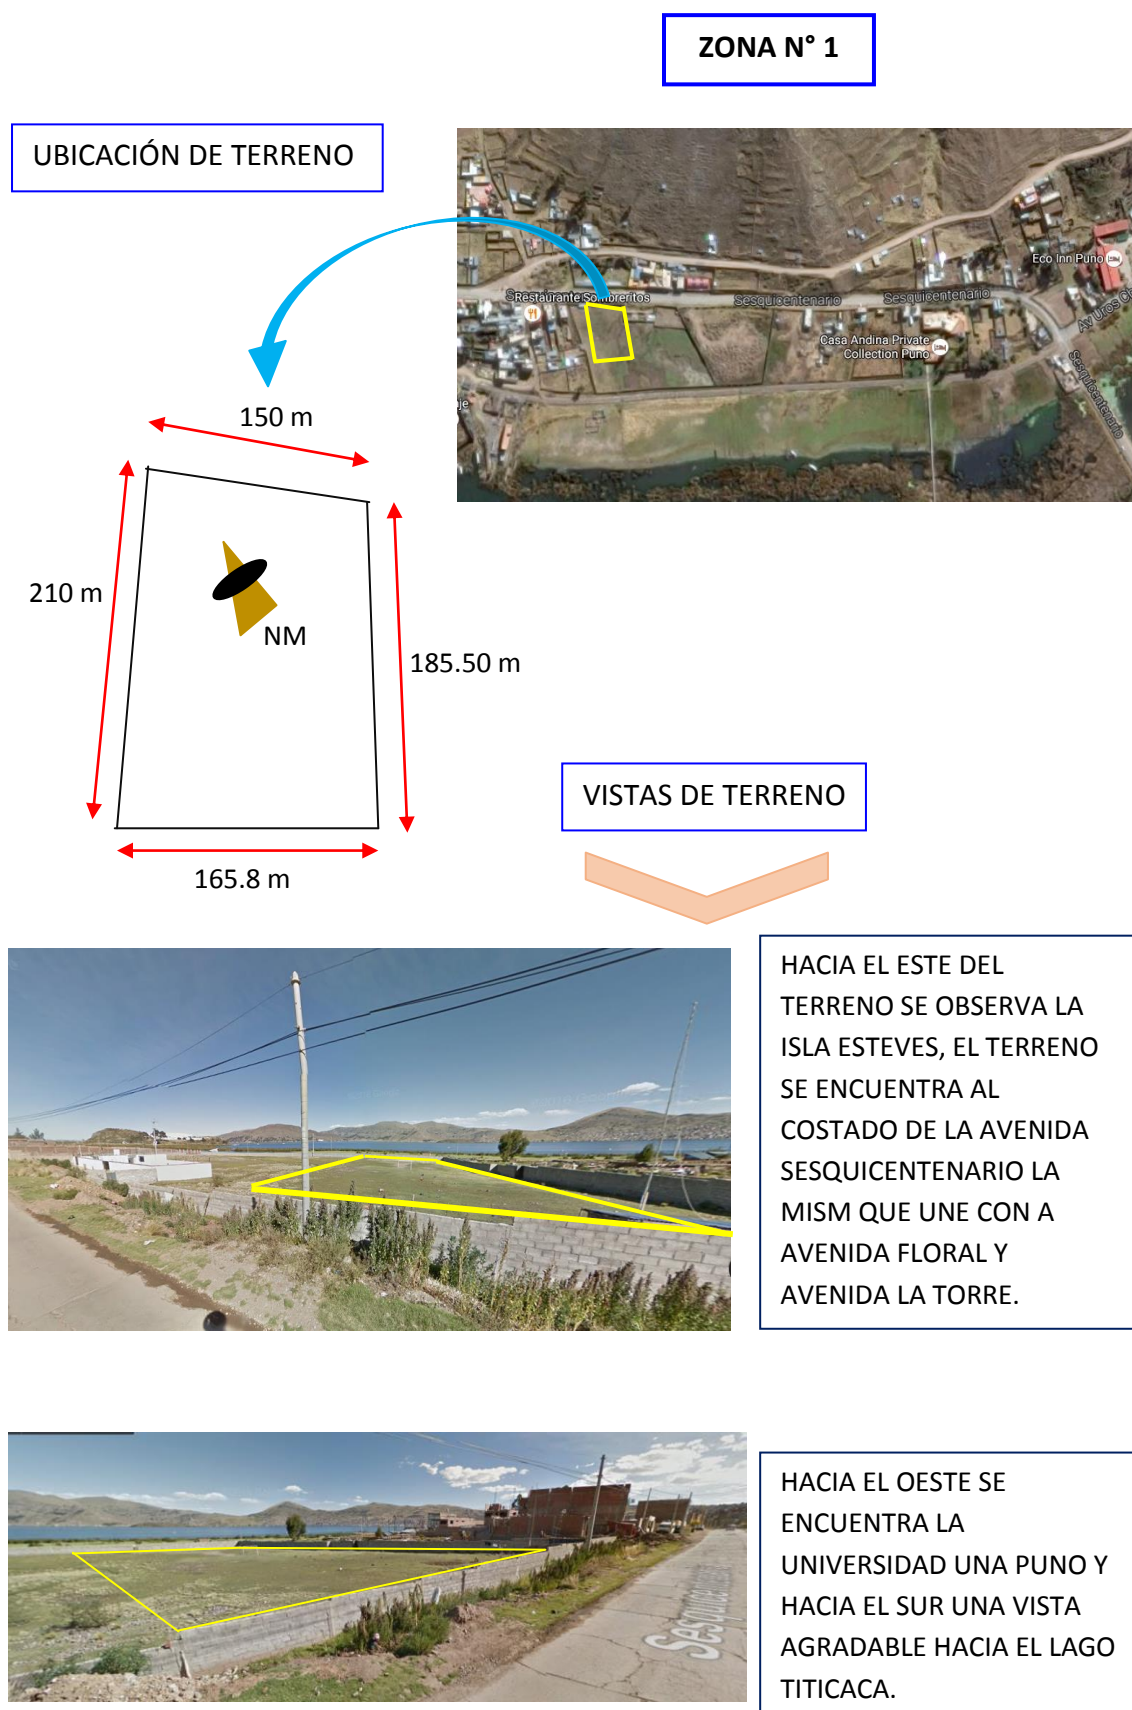 ZONA N° 1
UBICACIÓN DE TERRENO
Eco Inn Puno
Restaurante Sombreritos
Sesquicentenario
Sesquicentenario
Av Uros
Casa Andina Private
Collection Puno
Sesquicentenario
150 m
210 m
NM
185.50 m
165.8 m
VISTAS DE TERRENO
HACIA EL ESTE DEL
TERRENO SE OBSERVA LA
ISLA ESTEVES, EL TERRENO
SE ENCUENTRA AL
COSTADO DE LA AVENIDA
SESQUICENTENARIO LA
MISM QUE UNE CON A
AVENIDA FLORAL Y
AVENIDA LA TORRE.
HACIA EL OESTE SE
ENCUENTRA LA
UNIVERSIDAD UNA PUNO Y
HACIA EL SUR UNA VISTA
AGRADABLE HACIA EL LAGO
TITICACA.